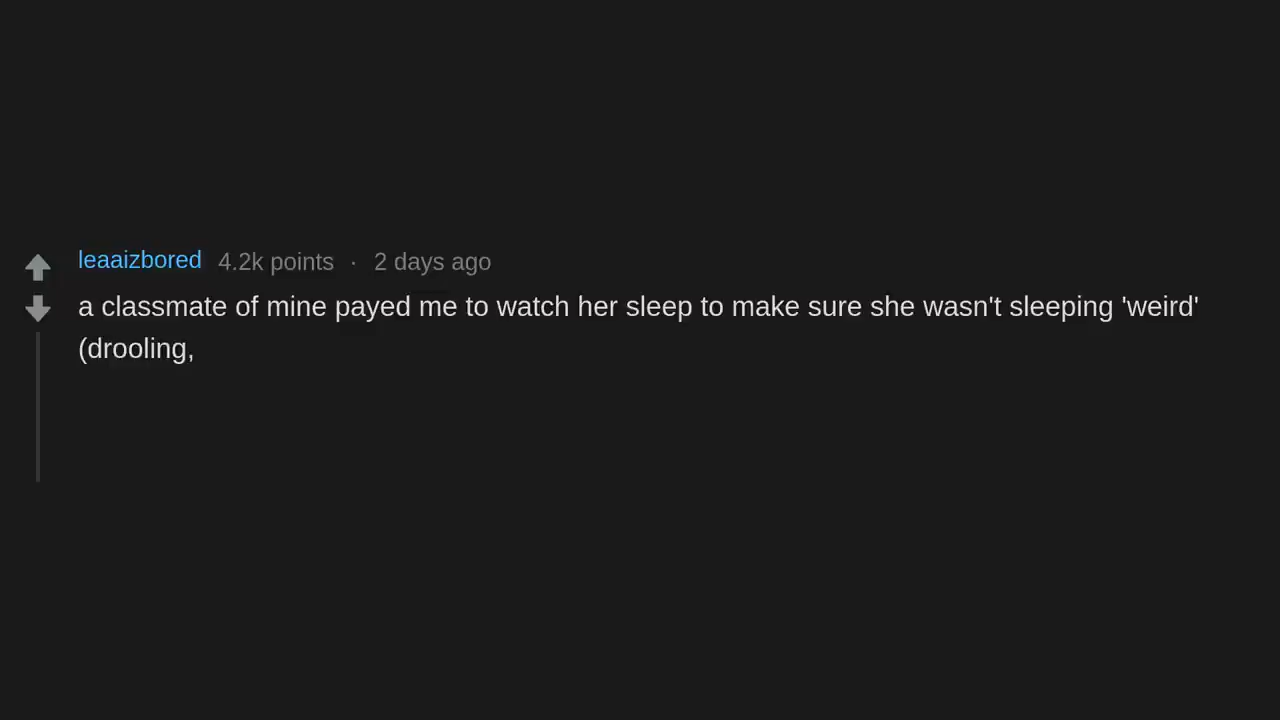 leaaizbored 4.2k points · 2 days ago
a classmate of mine payed me to watch her sleep to make sure she wasn't sleeping 'weird'
(drooling,